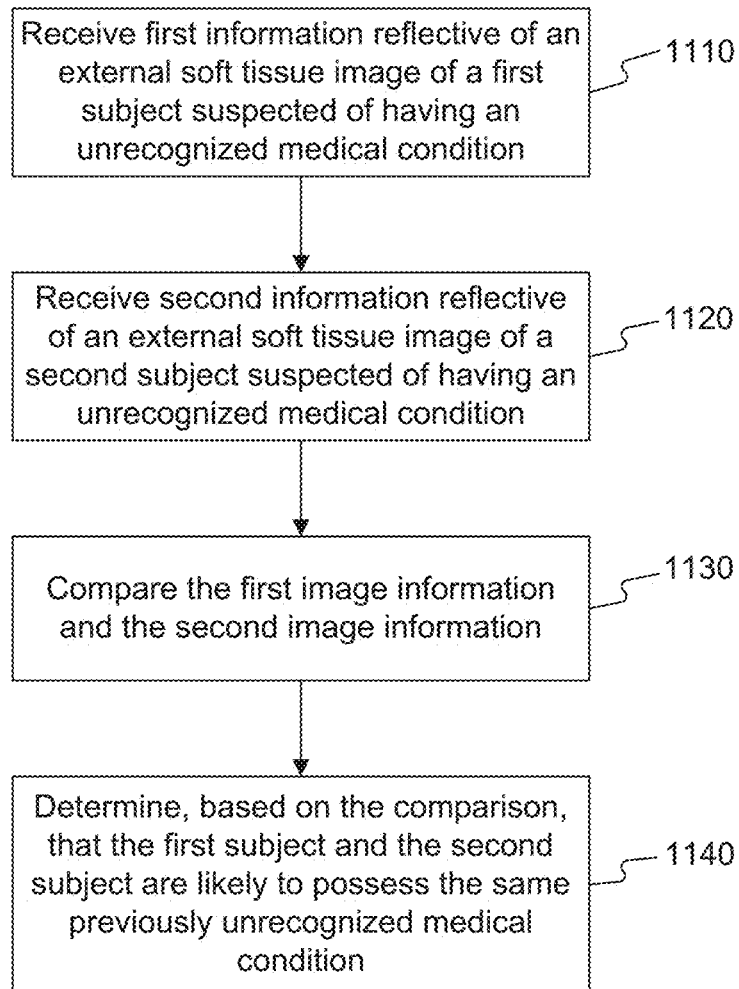 Receive first information reflective of an
external soft tissue image of a first
subject suspected of having an
unrecognized medical condition
1110
Receive second information reflective
of an external soft tissue image of a
second subject suspected of having an
unrecognized medical condition
1120
Compare the first image information
and the second image information
1130
Determine, based on the comparison,
that the first subject and the second
subject are likely to possess the same
previously unrecognized medical
condition
1140